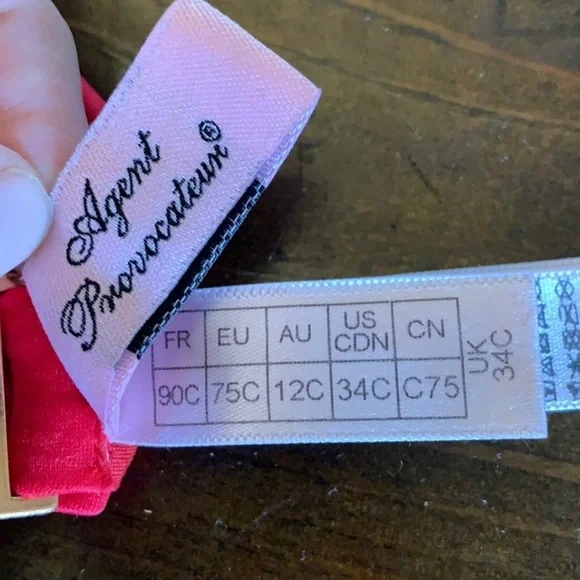 Agent
Provocateur®
FR EU AU US CDN CN
90C 75C 12C 34C C75
UK 34C